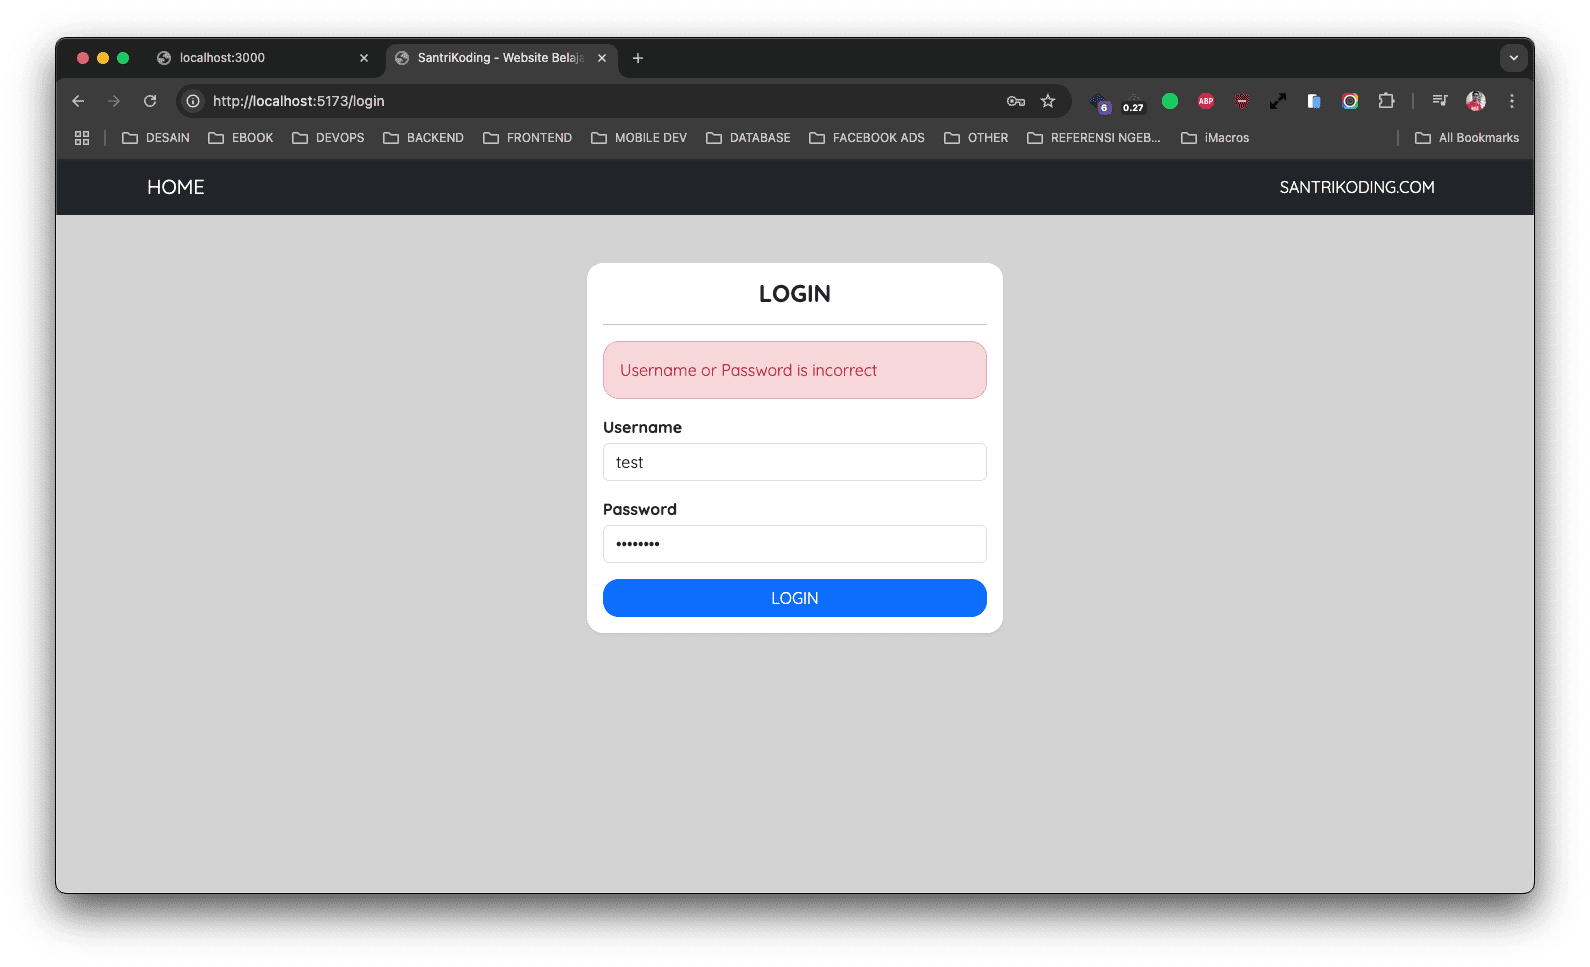 localhost:3000
SantriKoding - Website Belaja
http://localhost:5173/login
6
0.27
ABP
DESAIN
EBOOK
DEVOPS
BACKEND
FRONTEND
MOBILE DEV
DATABASE
FACEBOOK ADS
OTHER
REFERENSI NGEB...
iMacros
All Bookmarks
HOME
SANTRIKODING.COM
LOGIN
Username or Password is incorrect
Username
test
Password
••••••••
LOGIN